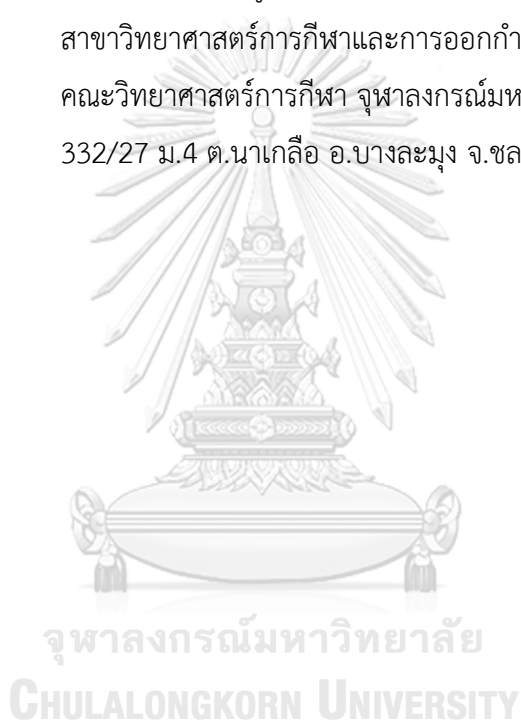 สาขาวิทยาศาสตร์การกีฬาและการออกกำ
คณะวิทยาศาสตร์การกีฬา จุฬาลงกรณ์มห
332/27 ม.4 ต.นาเกลือ อ.บางละมุง จ.ชล
จุฬาลงกรณ์มหาวิทยาลัย
CHULALONGKORN UNIVERSITY